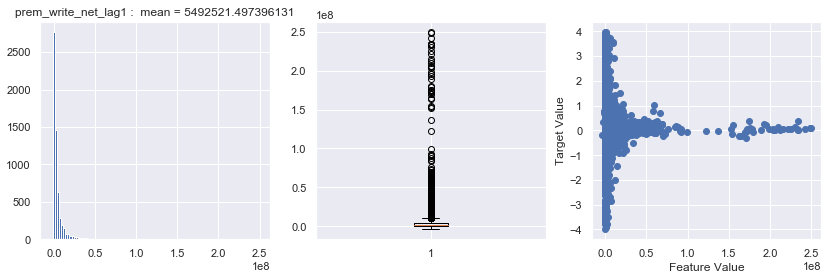 prem_write_net_lag1 :  mean = 5492521.497396131
2500
2000
1500
1000
500
0
0.0 0.5 1.0 1.5 2.0 2.5
1e8
1e8
2.5
2.0
1.5
1.0
0.5
0.0
1
Target Value
4
3
2
1
0
−1
−2
−3
−4
0.0 0.5 1.0 1.5 2.0 2.5
Feature Value
1e8